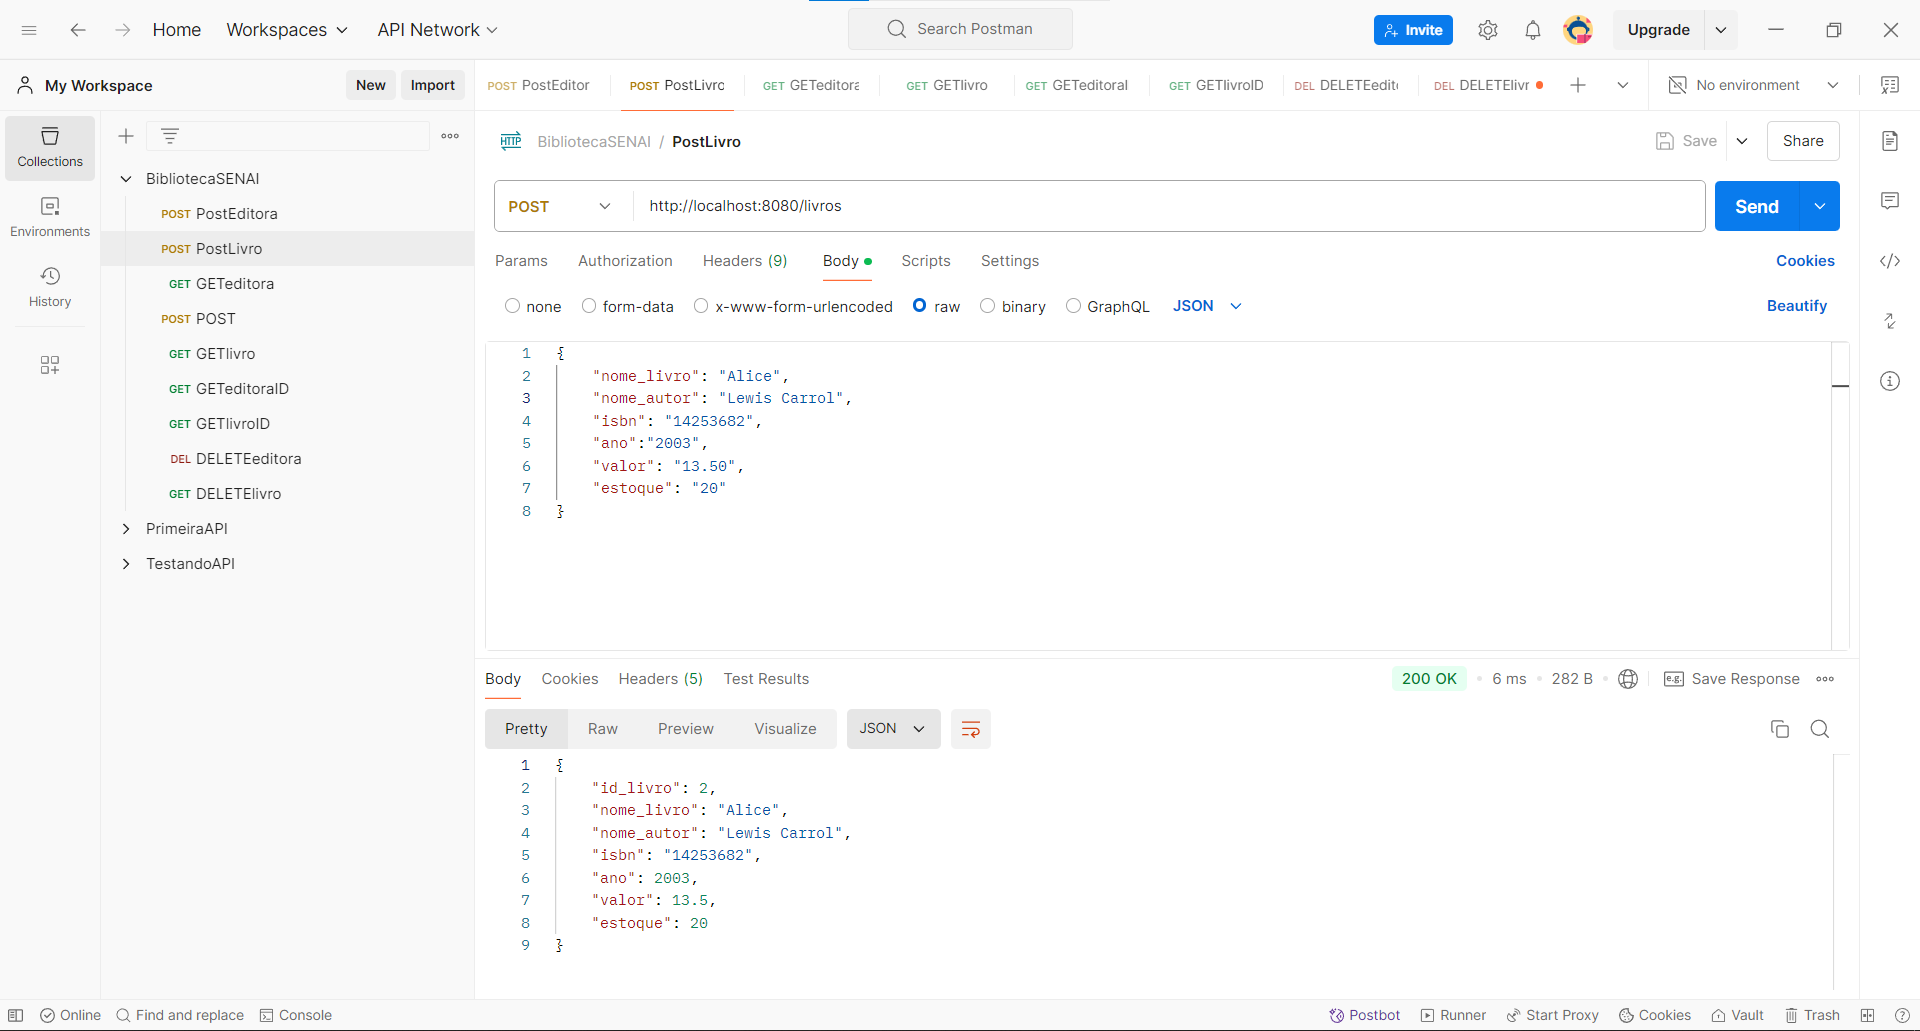 Home Workspaces API Network Search Postman Invite Upgrade
My Workspace New Import
POST PostEditor POST PostLivro GET GETeditora GET GETlivro GET GETeditoraI GET GETlivroID DEL DELETEedito DEL DELETElivr No environment
Collections
Environments
History
BibliotecaSENAI
POST PostEditora
POST PostLivro
GET GETeditora
POST POST
GET GETlivro
GET GETeditoraID
GET GETlivroID
DEL DELETEeditora
GET DELETElivro
PrimeiraAPI
TestandoAPI
HTTP BibliotecaSENAI / PostLivro Save Share
POST http://localhost:8080/livros Send
Params Authorization Headers (9) Body Scripts Settings Cookies
none form-data x-www-form-urlencoded raw binary GraphQL JSON Beautify
1 {
2 "nome_livro": "Alice",
3 "nome_autor": "Lewis Carrol",
4 "isbn": "14253682",
5 "ano":"2003",
6 "valor": "13.50",
7 "estoque": "20"
8 }
Body Cookies Headers (5) Test Results 200 OK 6 ms 282 B e.g. Save Response
Pretty Raw Preview Visualize JSON
1 {
2 "id_livro": 2,
3 "nome_livro": "Alice",
4 "nome_autor": "Lewis Carrol",
5 "isbn": "14253682",
6 "ano": 2003,
7 "valor": 13.5,
8 "estoque": 20
9 }
Online Find and replace Console Postbot Runner Start Proxy Cookies Vault Trash